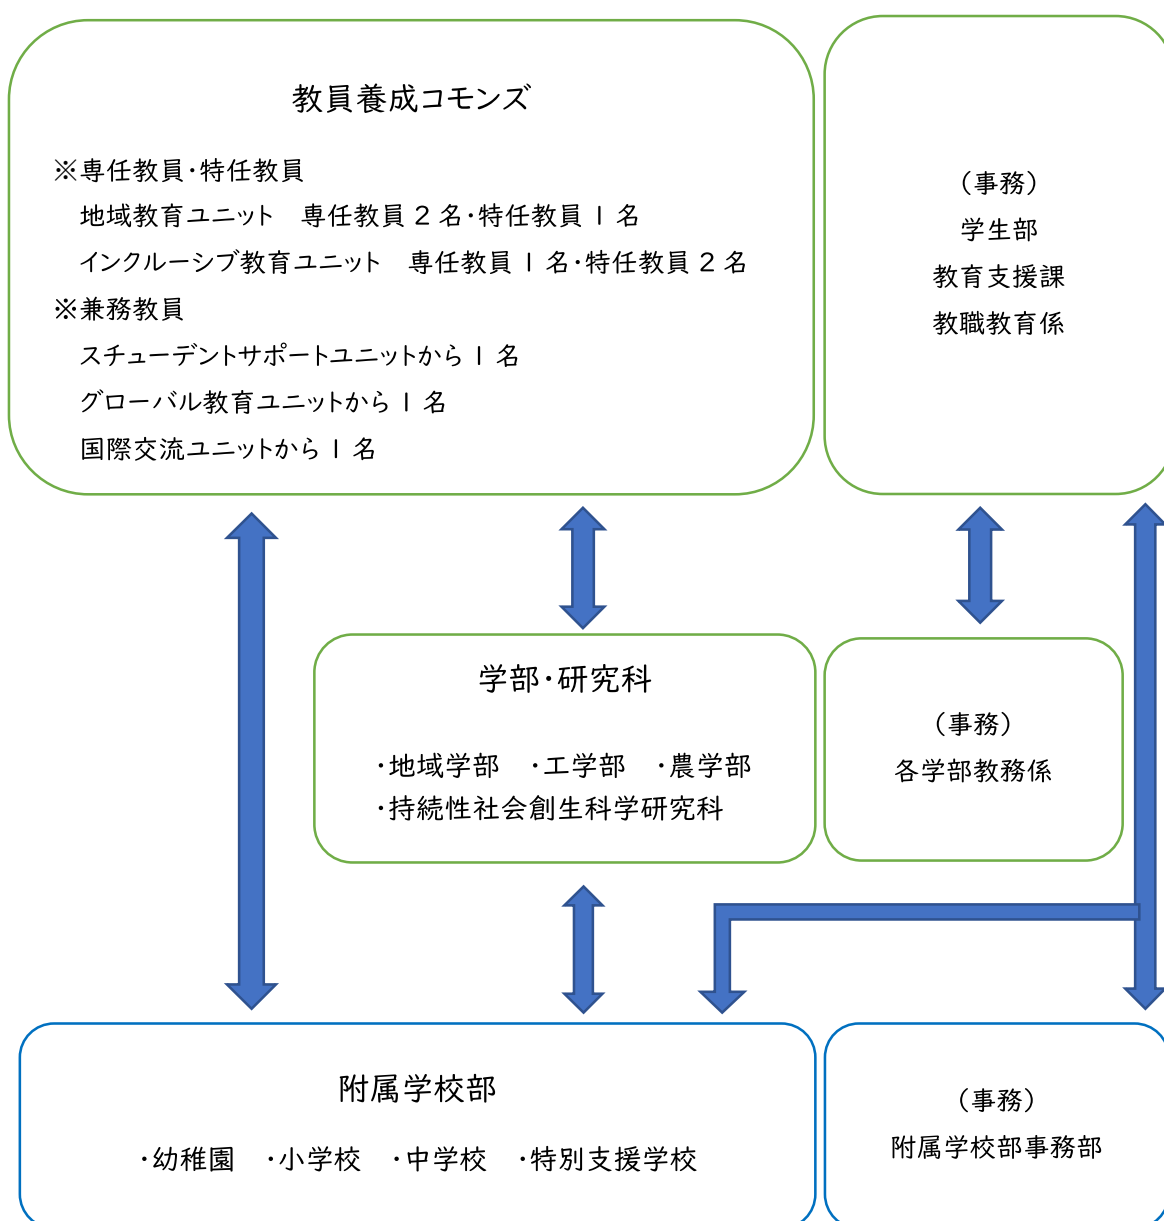 教員養成コモンズ
※専任教員・特任教員
地域教育ユニット　専任教員2名・特任教員1名
インクルーシブ教育ユニット　専任教員1名・特任教員2名
※兼務教員
スチューデントサポートユニットから1名
グローバル教育ユニットから1名
国際交流ユニットから1名
（事務）
学生部
教育支援課
教職教育係
学部・研究科
・地域学部　・工学部　・農学部
・持続性社会創生科学研究科
（事務）
各学部教務係
附属学校部
・幼稚園　・小学校　・中学校　・特別支援学校
（事務）
附属学校部事務部